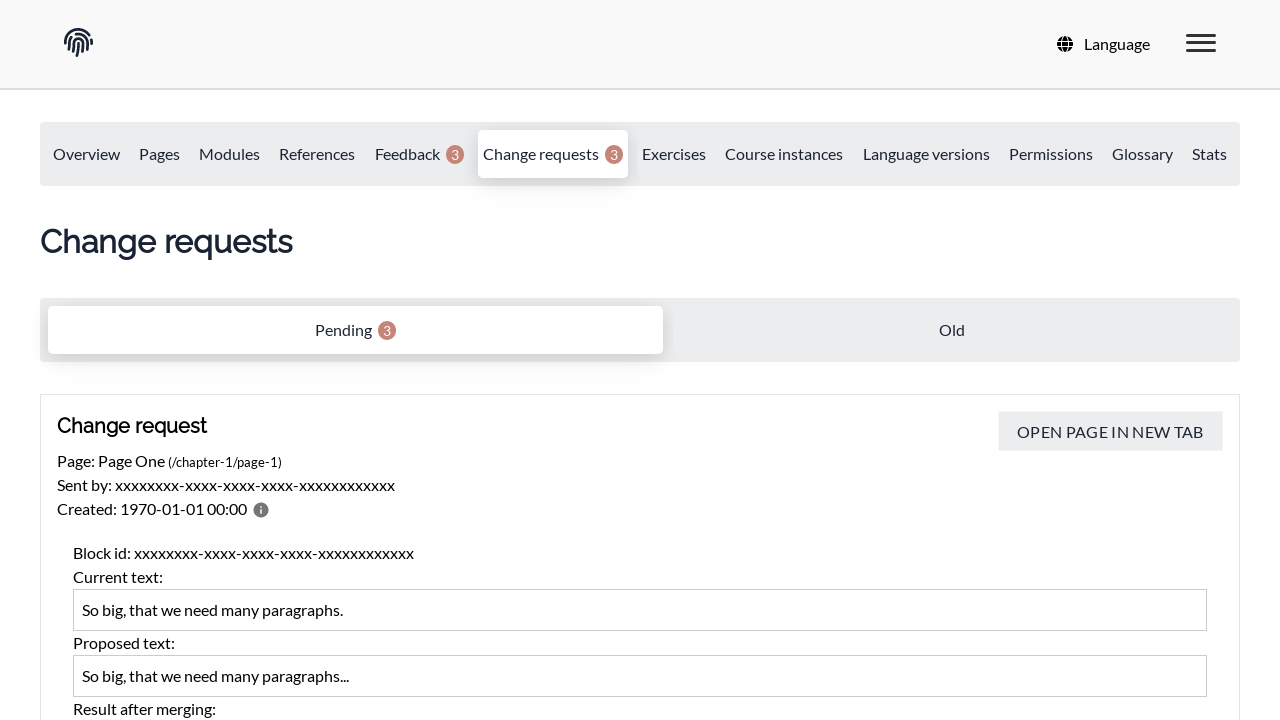 Language
Overview Pages Modules References Feedback 3 Change requests 3 Exercises Course instances Language versions Permissions Glossary Stats
Change requests
Pending 3 Old
Change request
OPEN PAGE IN NEW TAB
Page: Page One (/chapter-1/page-1)
Sent by: xxxxxxxx-xxxx-xxxx-xxxx-xxxxxxxxxxxx
Created: 1970-01-01 00:00
Block id: xxxxxxxx-xxxx-xxxx-xxxx-xxxxxxxxxxxx
Current text:
So big, that we need many paragraphs.
Proposed text:
So big, that we need many paragraphs...
Result after merging: